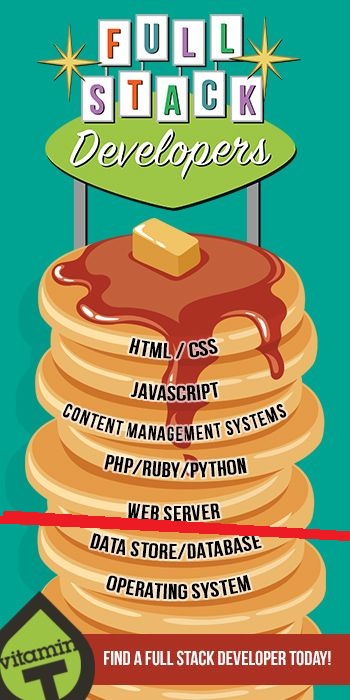 FULL
STACK
Developers
HTML / CSS
JAVASCRIPT
CONTENT MANAGEMENT SYSTEMS
PHP/RUBY/PYTHON
WEB SERVER
DATA STORE/DATABASE
OPERATING SYSTEM
vitamin
T
FIND A FULL STACK DEVELOPER TODAY!